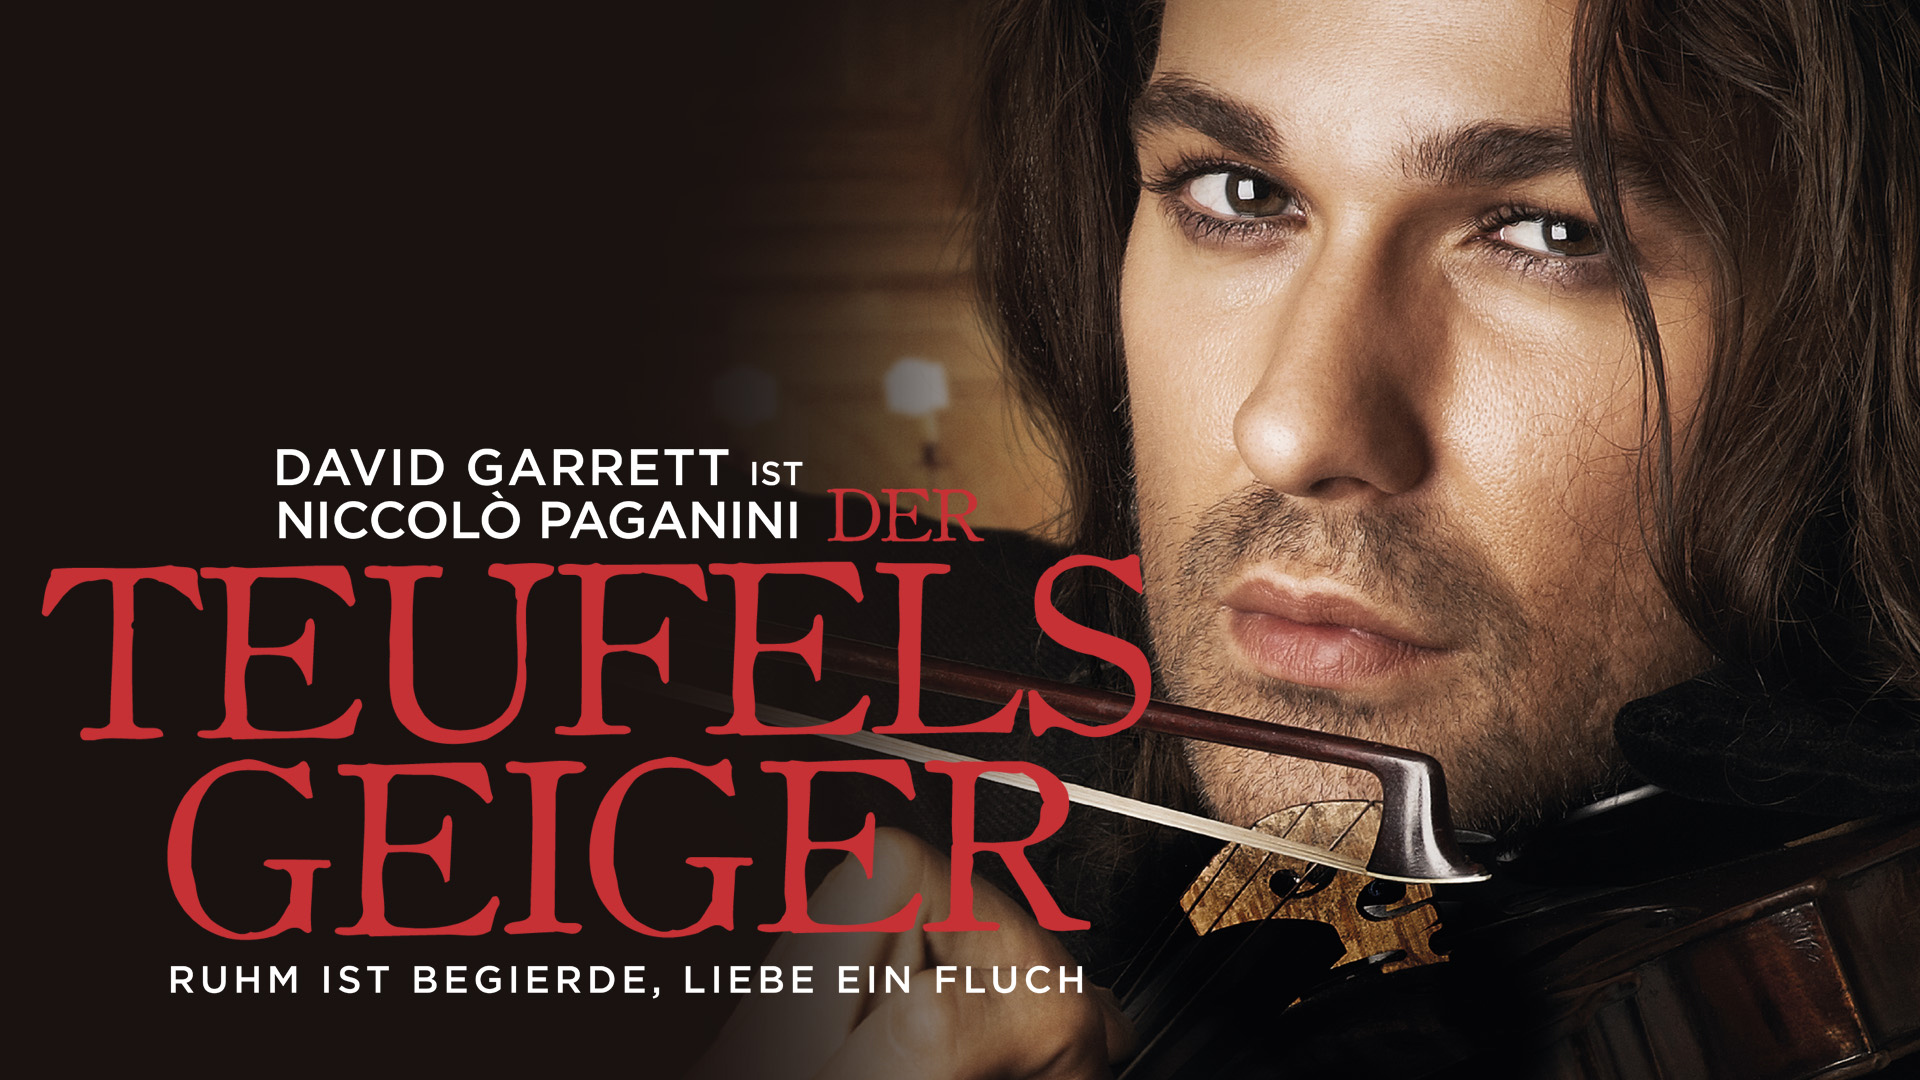 DAVID GARRETT IST
NICCOLÒ PAGANINI DER
TEUFELS
GEIGER
RUHM IST BEGIERDE, LIEBE EIN FLUCH